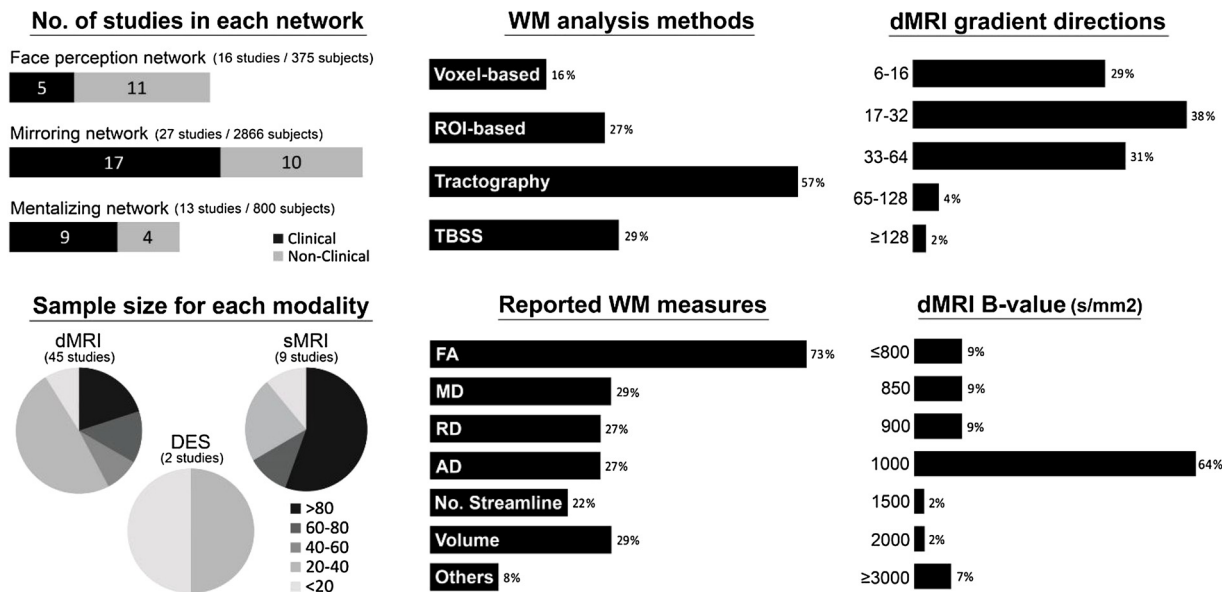 No. of studies in each network
Face perception network (16 studies / 375 subjects)
5 11
Mirroring network (27 studies / 2866 subjects)
17 10
Mentalizing network (13 studies / 800 subjects)
9 4
Clinical
Non-Clinical
WM analysis methods
Voxel-based 16%
ROI-based 27%
Tractography 57%
TBSS 29%
dMRI gradient directions
6-16 29%
17-32 38%
33-64 31%
65-128 4%
≥128 2%
Sample size for each modality
dMRI
(45 studies)
sMRI
(9 studies)
DES
(2 studies)
>80
60-80
40-60
20-40
<20
Reported WM measures
FA 73%
MD 29%
RD 27%
AD 27%
No. Streamline 22%
Volume 29%
Others 8%
dMRI B-value (s/mm2)
≤800 9%
850 9%
900 9%
1000 64%
1500 2%
2000 2%
≥3000 7%